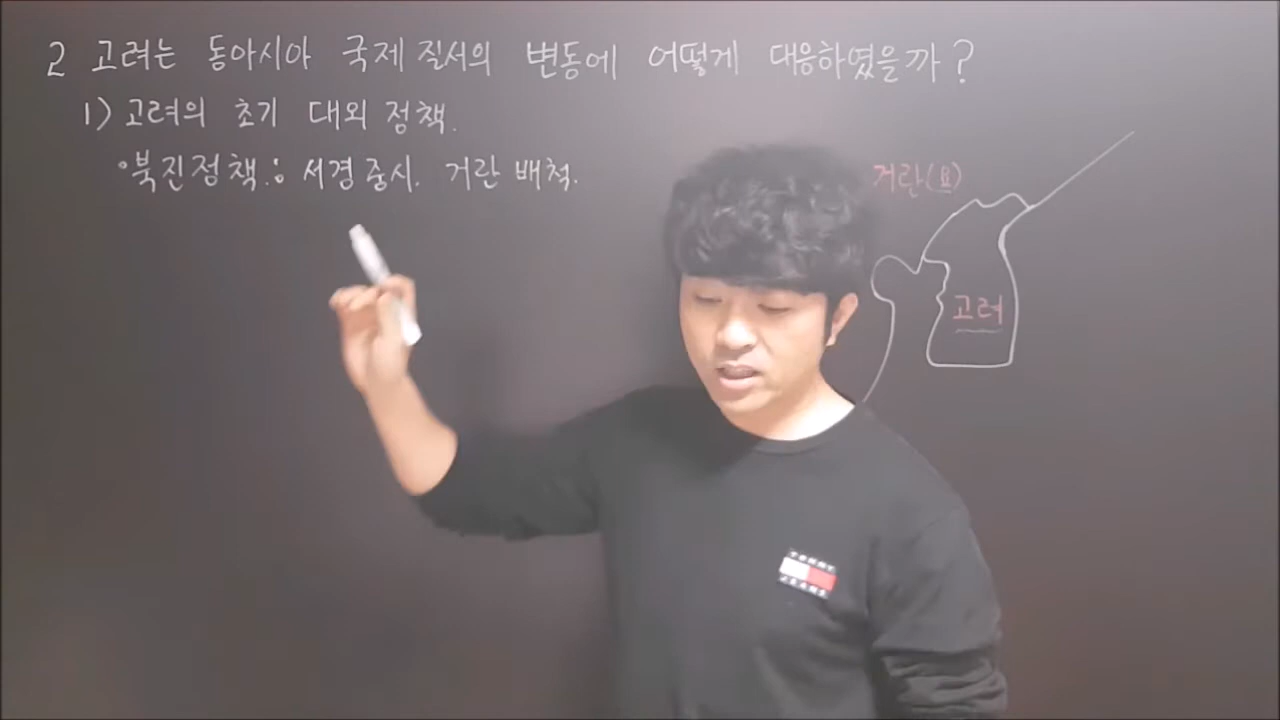 2 고려는 동아시아 국제 질서의 변동에 어떻게 대응하였을까?
1) 고려의 초기 대외 정책.
•북진정책.: 서경 중시. 거란 배척.
거란(요)
고려
TOMMY
JEANS